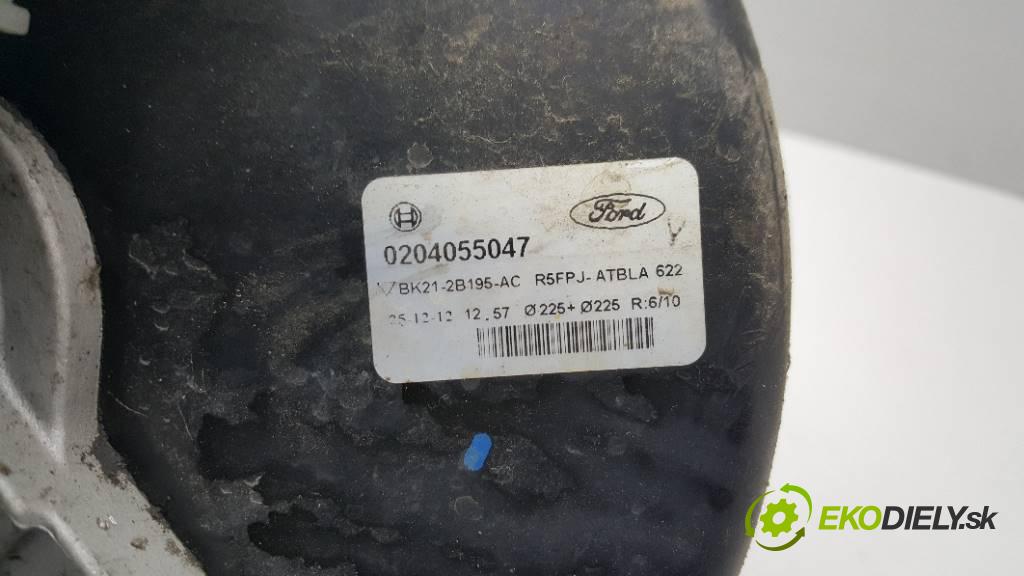 Ford
0204055047
BK21-2B195-AC R5FPJ-ATBLA 622
25-12-12 12.57 Ø225+Ø225 R:6/10
EKODIELY.sk